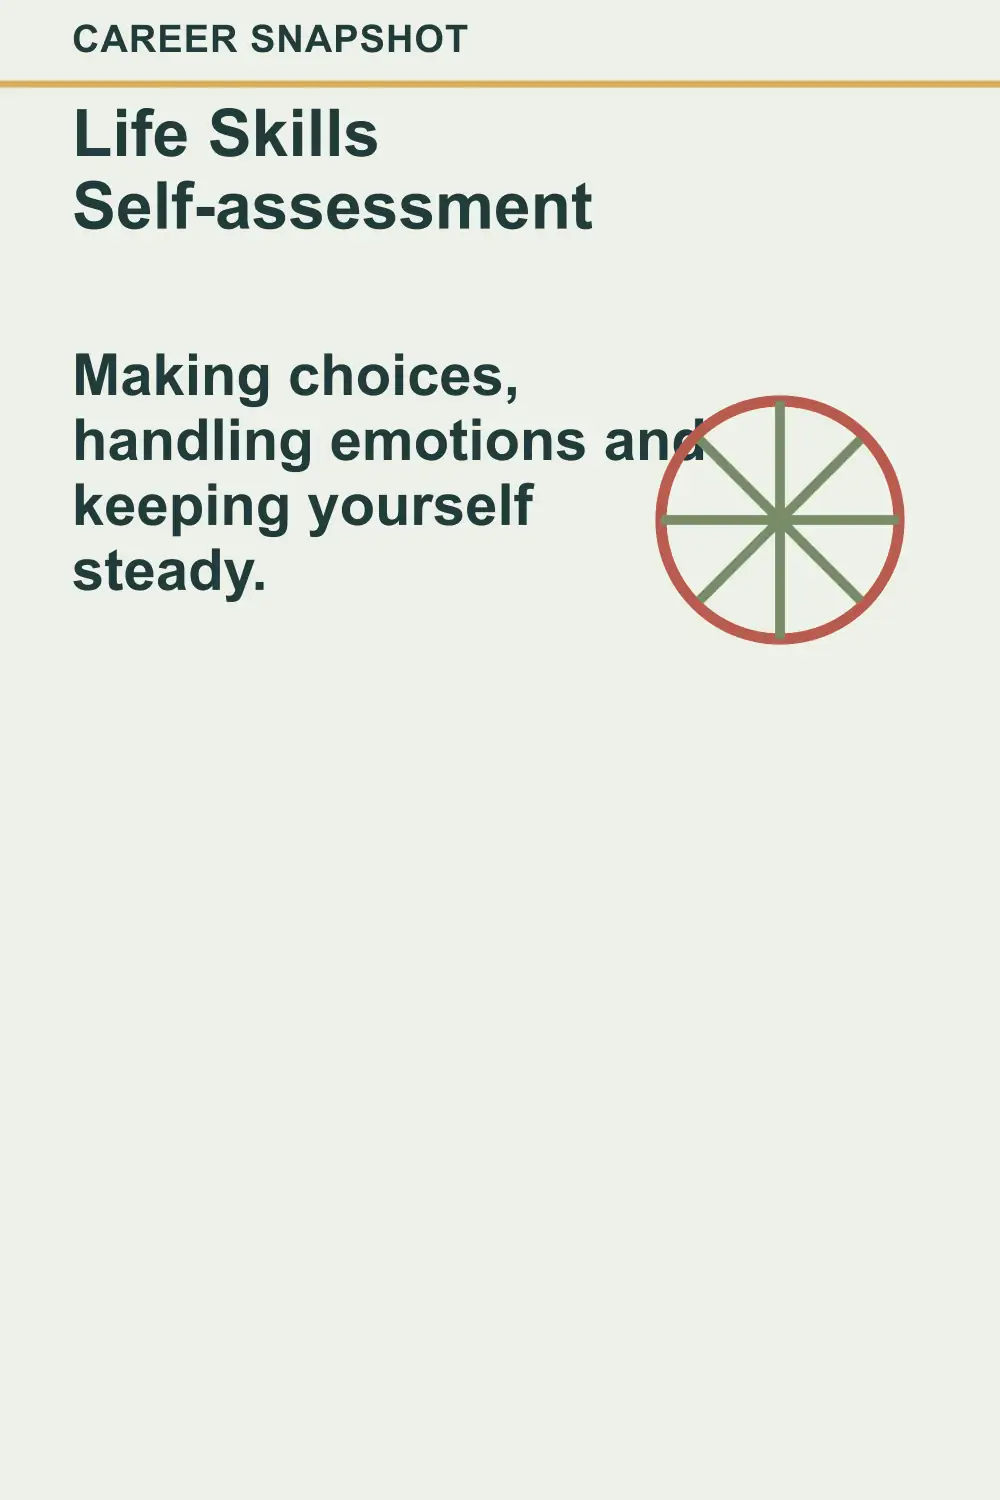 CAREER SNAPSHOT
Life Skills
Self-assessment
Making choices,
handling emotions and
keeping yourself
steady.